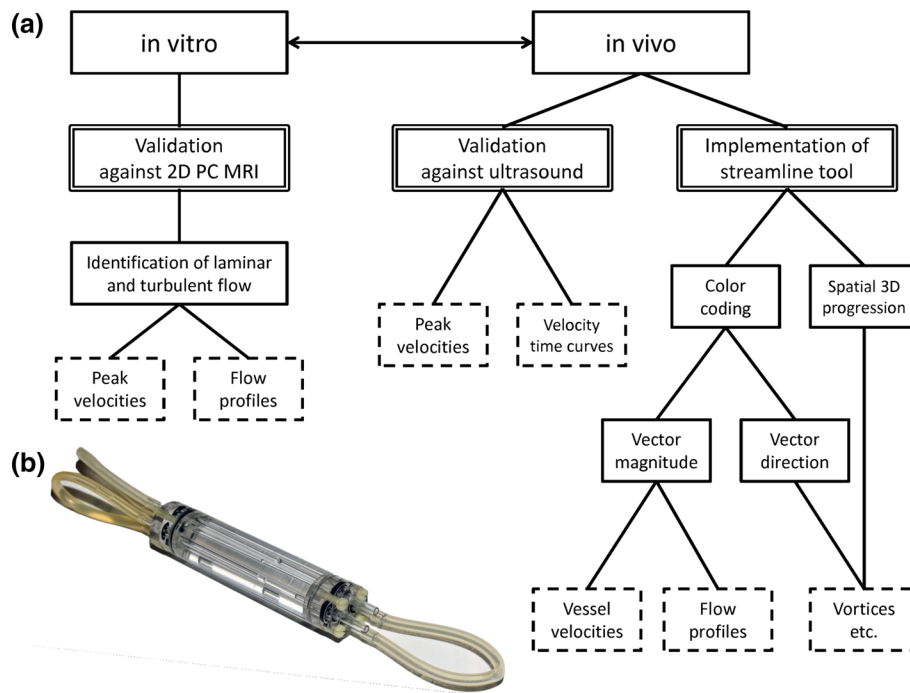 (a)
in vitro
in vivo
Validation
against 2D PC MRI
Validation
against ultrasound
Implementation of
streamline tool
Identification of laminar
and turbulent flow
Color
coding
Spatial 3D
progression
Peak
velocities
Velocity
time curves
Peak
velocities
Flow
profiles
Vector
magnitude
Vector
direction
(b)
Vessel
velocities
Flow
profiles
Vortices
etc.